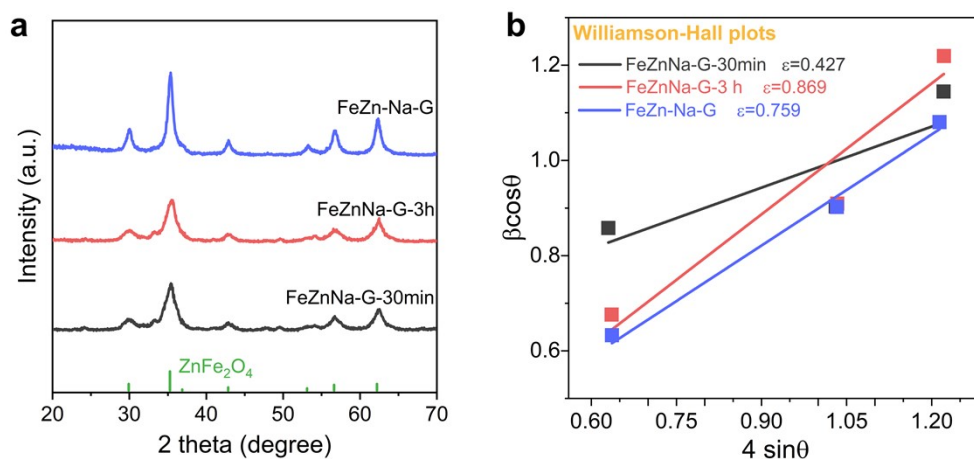 a
Intensity (a.u.)
FeZn-Na-G
FeZnNa-G-3h
FeZnNa-G-30min
ZnFe₂O₄
20 30 40 50 60 70
2 theta (degree)
b
Williamson-Hall plots
FeZnNa-G-30min ε=0.427
FeZnNa-G-3 h ε=0.869
FeZn-Na-G ε=0.759
βcosθ
1.2
1.0
0.8
0.6
0.60 0.75 0.90 1.05 1.20
4 sinθ